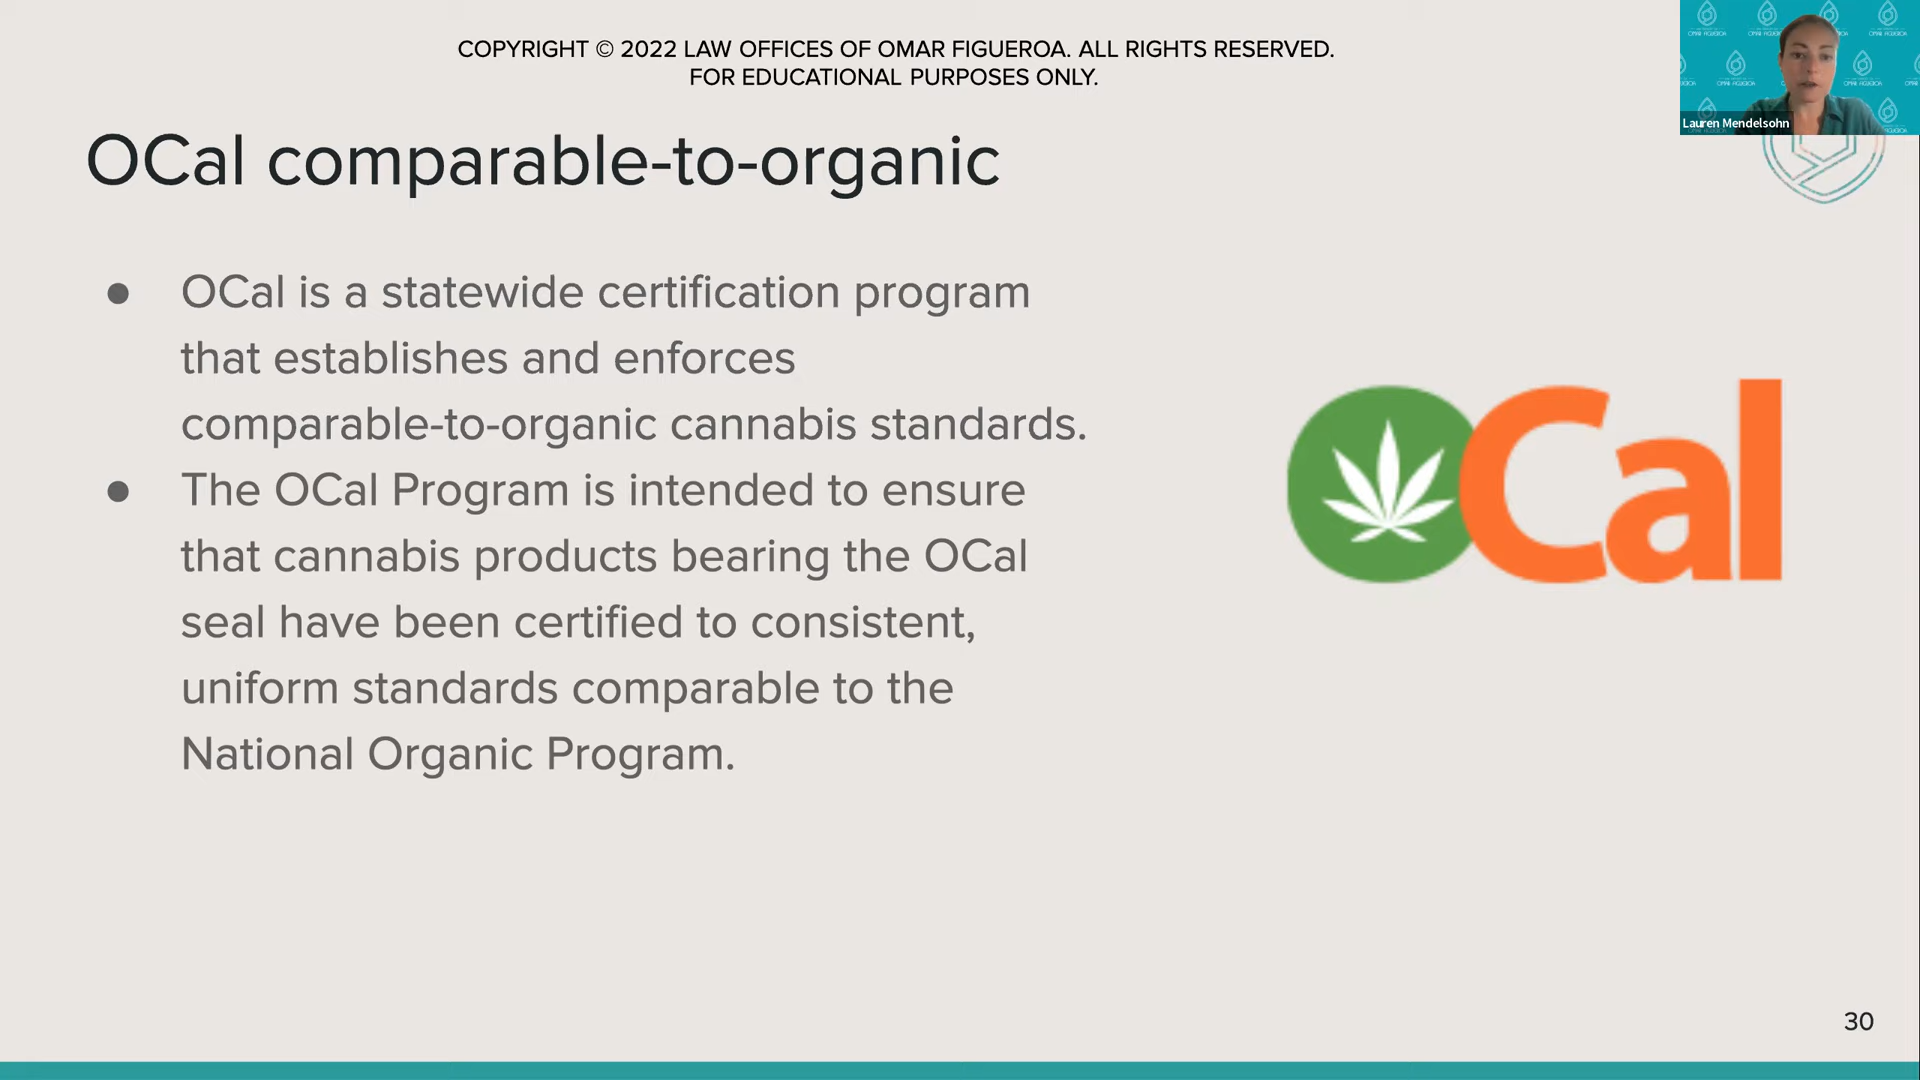 COPYRIGHT © 2022 LAW OFFICES OF OMAR FIGUEROA. ALL RIGHTS RESERVED.
FOR EDUCATIONAL PURPOSES ONLY.
Lauren Mendelsohn
OCal comparable-to-organic
● OCal is a statewide certification program
that establishes and enforces
comparable-to-organic cannabis standards.
● The OCal Program is intended to ensure
that cannabis products bearing the OCal
seal have been certified to consistent,
uniform standards comparable to the
National Organic Program.
OCal
30